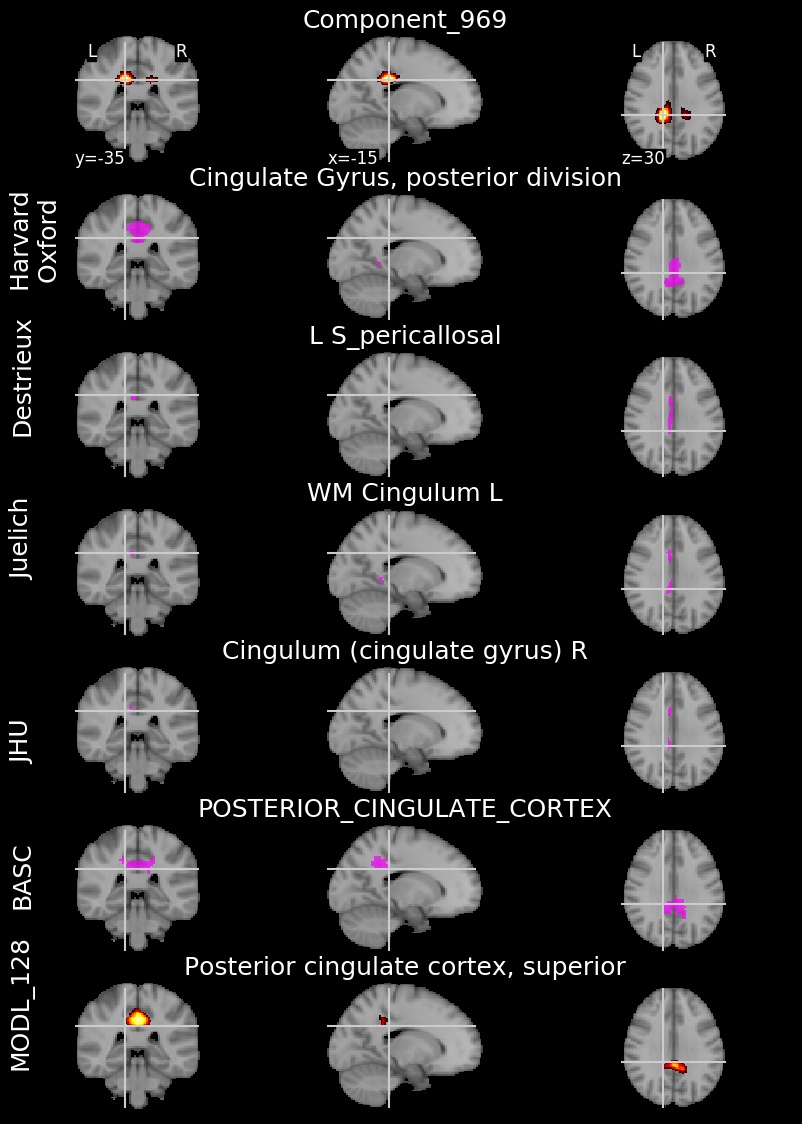 Component_969
L R L R
y=-35 x=-15 z=30
Cingulate Gyrus, posterior division
Harvard
Oxford
L S_pericallosal
Destrieux
WM Cingulum L
Juelich
Cingulum (cingulate gyrus) R
JHU
POSTERIOR_CINGULATE_CORTEX
BASC
Posterior cingulate cortex, superior
MODL_128